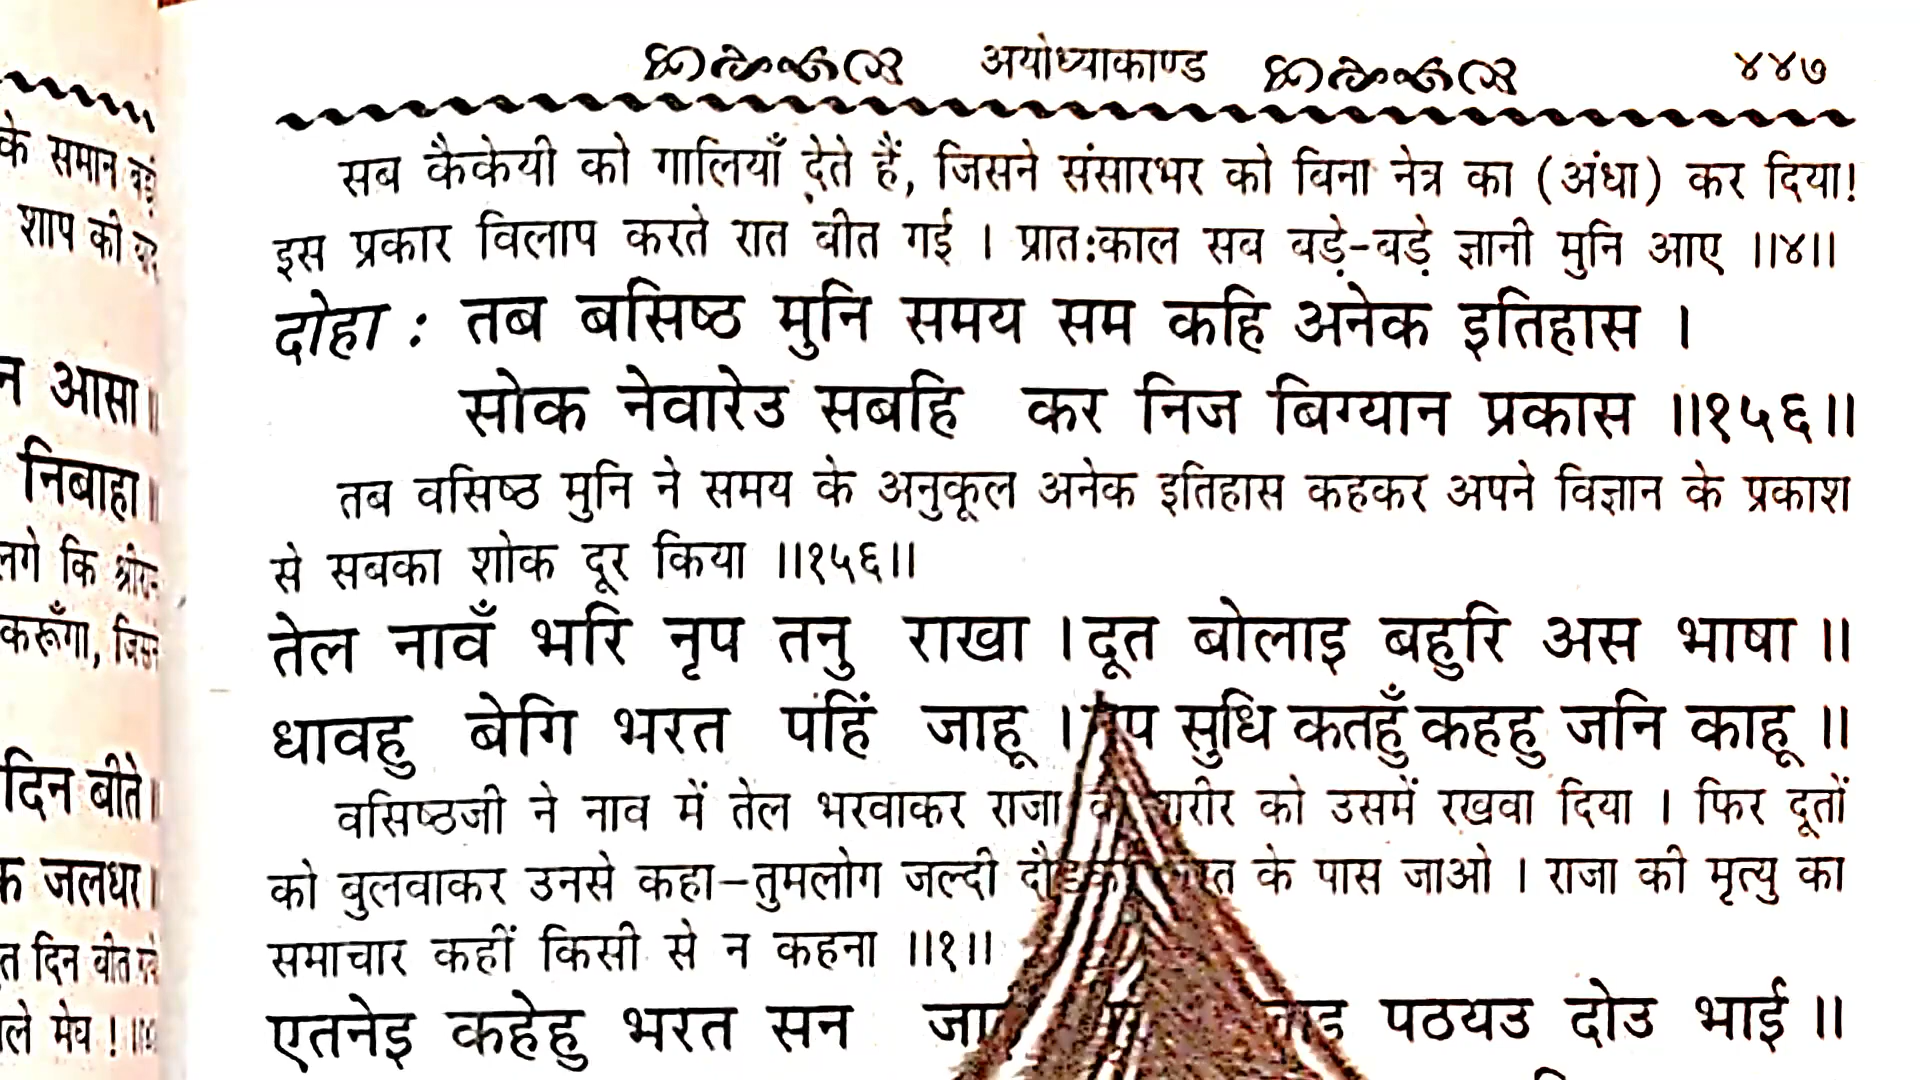 अयोध्याकाण्ड ४४७
के समान
शाप की
आसा।
निबाहा।
लगे कि
करूँगा,
दिन बीते।
जलधर।
दिन बीत
मेघ !
सब कैकेयी को गालियाँ देते हैं, जिसने संसारभर को बिना नेत्र का (अंधा) कर दिया!
इस प्रकार विलाप करते रात बीत गई । प्रात:काल सब बड़े-बड़े ज्ञानी मुनि आए ॥४॥
दोहा : तब बसिष्ठ मुनि समय सम कहि अनेक इतिहास ।
सोक नेवारेउ सबहि कर निज बिग्यान प्रकास ॥१५६॥
तब वसिष्ठ मुनि ने समय के अनुकूल अनेक इतिहास कहकर अपने विज्ञान के प्रकाश
से सबका शोक दूर किया ॥१५६॥
तेल नावँ भरि नृप तनु राखा । दूत बोलाइ बहुरि अस भाषा ॥
धावहु बेगि भरत पहिं जाहू । सुधि कतहुँ कहहु जनि काहू ॥
वसिष्ठजी ने नाव में तेल भरवाकर राजा को उसमें रखवा दिया । फिर दूतों
को बुलवाकर उनसे कहा–तुमलोग जल्दी के पास जाओ । राजा की मृत्यु का
समाचार कहीं किसी से न कहना ॥१॥
एतनेइ कहेहु भरत सन पठयउ दोउ भाई ॥